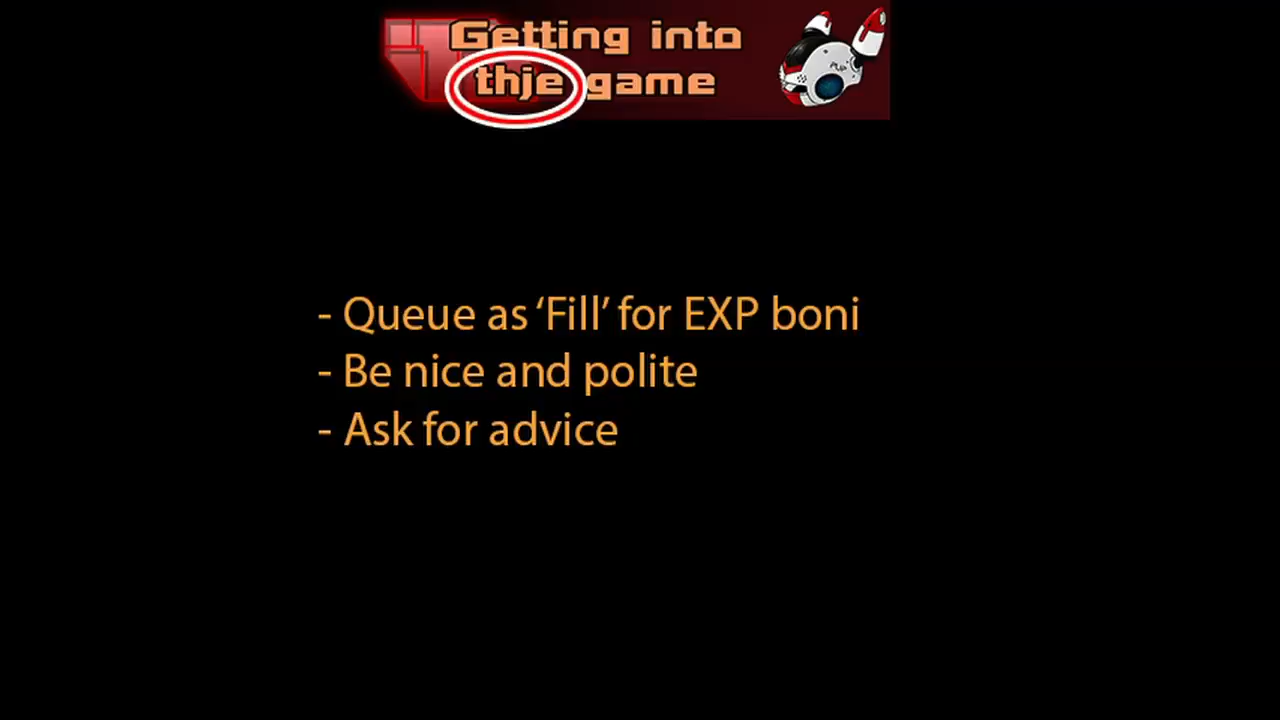 Getting into
thje game
- Queue as ‘Fill’ for EXP boni
- Be nice and polite
- Ask for advice